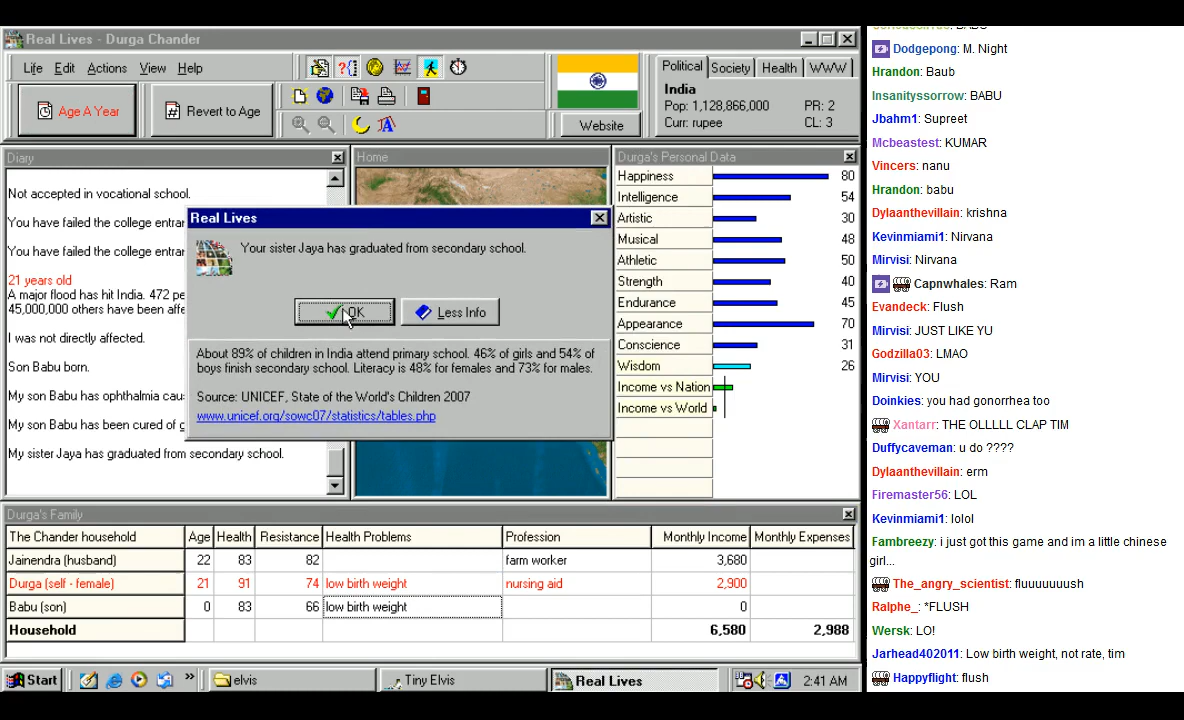 Real Lives - Durga Chander
Life Edit Actions View Help
Age A Year
Revert to Age
Website
Political Society Health WWW
India
Pop: 1,128,866,000 PR: 2
Curr: rupee CL: 3
Diary
Not accepted in vocational school.
You have failed the college entran
You have failed the college entran
21 years old
A major flood has hit India. 472 pe
45,000,000 others have been affe
I was not directly affected.
Son Babu born.
My son Babu has ophthalmia cau
My son Babu has been cured of g
My sister Jaya has graduated from secondary school.
Home
Real Lives
Your sister Jaya has graduated from secondary school.
OK
Less Info
About 89% of children in India attend primary school. 46% of girls and 54% of
boys finish secondary school. Literacy is 48% for females and 73% for males.
Source: UNICEF, State of the World's Children 2007
www.unicef.org/sowc07/statistics/tables.php
Durga's Personal Data
Happiness 80
Intelligence 54
Artistic 30
Musical 48
Athletic 50
Strength 40
Endurance 45
Appearance 70
Conscience 31
Wisdom 26
Income vs Nation
Income vs World
Durga's Family
The Chander household Age Health Resistance Health Problems Profession Monthly Income Monthly Expenses
Jainendra (husband) 22 83 82 farm worker 3,680
Durga (self - female) 21 91 74 low birth weight nursing aid 2,900
Babu (son) 0 83 66 low birth weight 0
Household 6,580 2,988
Start
elvis
Tiny Elvis
Real Lives
2:41 AM
Dodgepong: M. Night
Hrandon: Baub
Insanityssorrow: BABU
Jbahm1: Supreet
Mcbeastest: KUMAR
Vincers: nanu
Hrandon: babu
Dylaanthevillain: krishna
Kevinmiami1: Nirvana
Mirvisi: Nirvana
Capnwhales: Ram
Evandeck: Flush
Mirvisi: JUST LIKE YU
Godzilla03: LMAO
Mirvisi: YOU
Doinkies: you had gonorrhea too
Xantarr: THE OLLLLL CLAP TIM
Duffycaveman: u do ????
Dylaanthevillain: erm
Firemaster56: LOL
Kevinmiami1: lolol
Fambreezy: i just got this game and im a little chinese
girl...
The_angry_scientist: fluuuuuuush
Ralphe_: *FLUSH
Wersk: LO!
Jarhead402011: Low birth weight, not rate, tim
Happyflight: flush